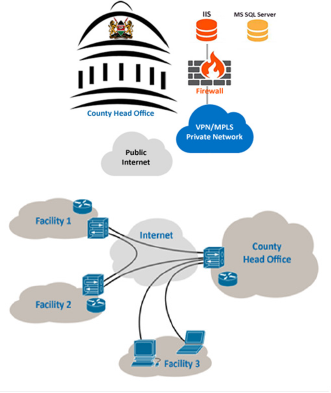 IIS
MS SQL Server
Firewall
County Head Office
VPN/MPLS
Private Network
Public
Internet
Facility 1
Internet
County
Head Office
Facility 2
Facility 3